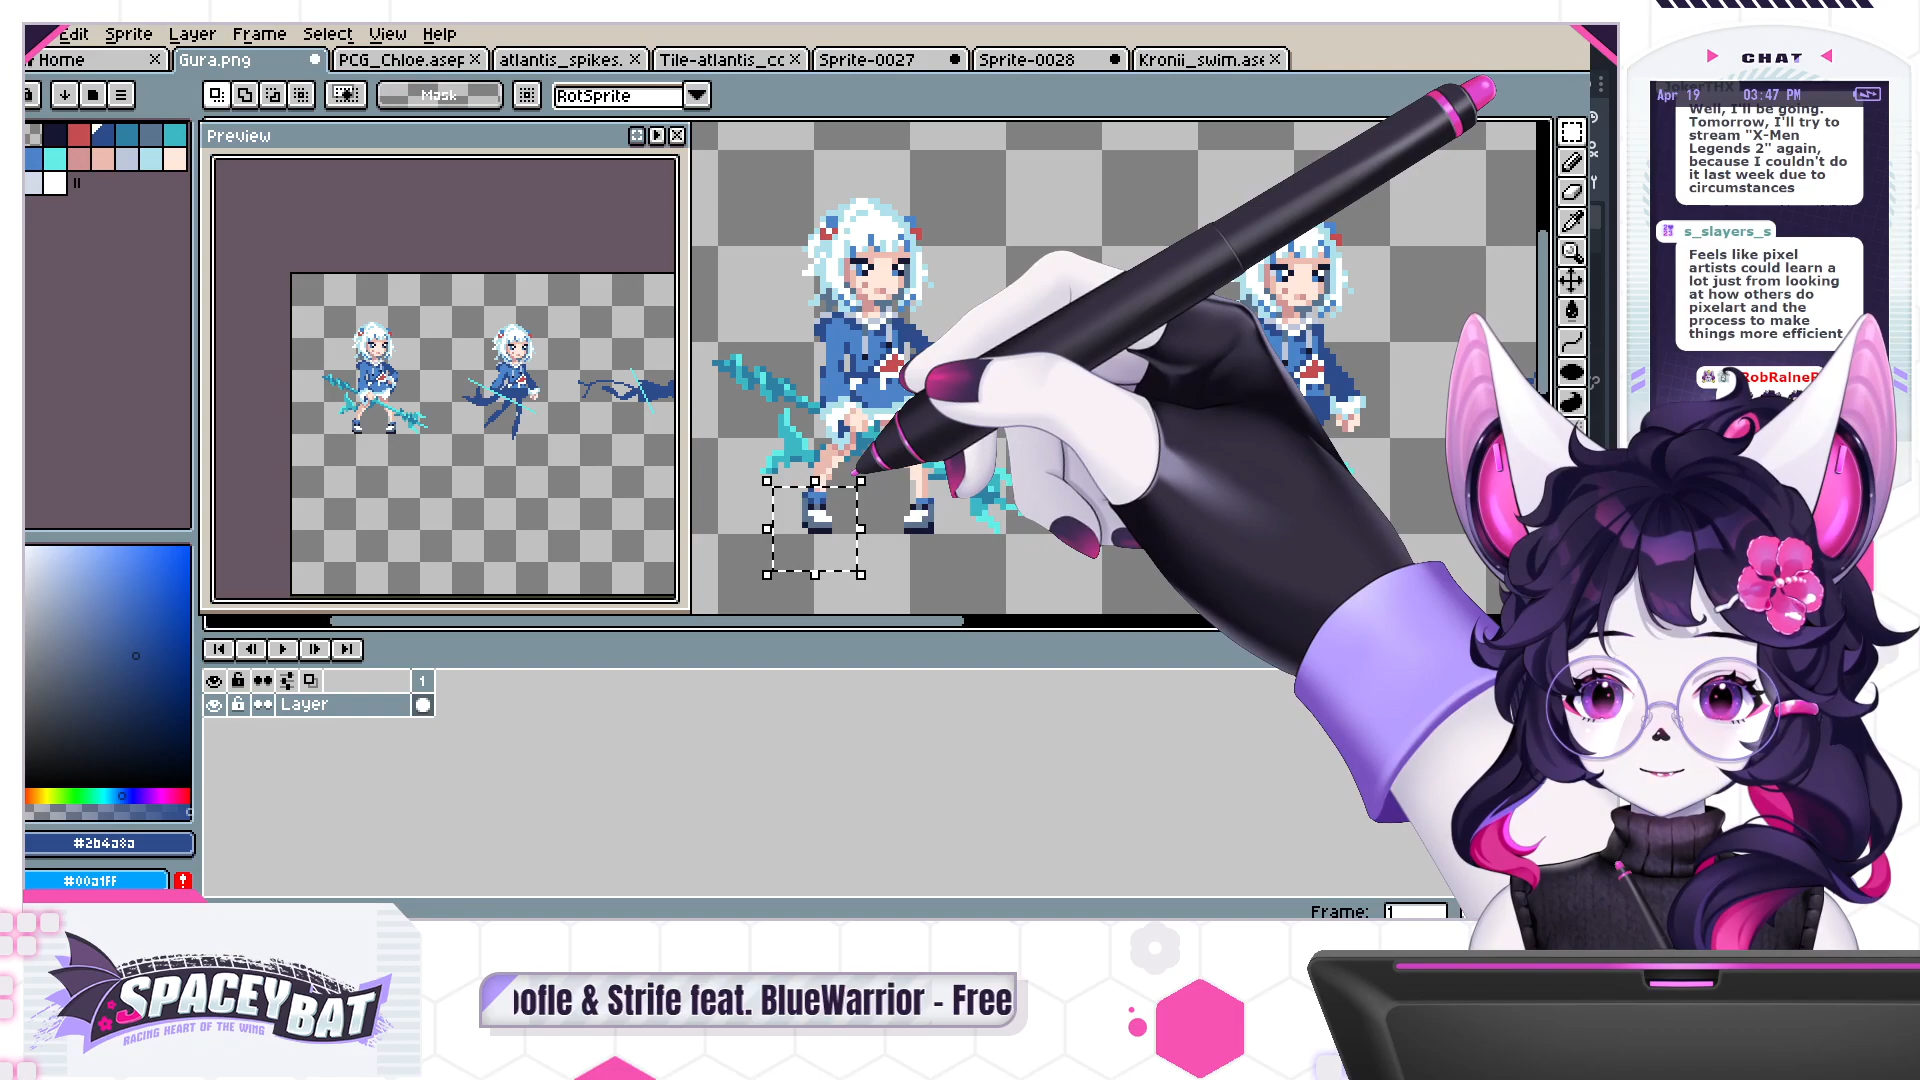 Edit Sprite Layer Frame Select View Help
Home
Gura.png
PCG_Chloe.asep
atlantis_spikes.
Tile-atlantis_cc
Sprite-0027
Sprite-0028
Kronii_swim.ase
Mask
RotSprite
Preview
1
Layer
#2b4a8a
#00a1FF
Frame:
1
CHAT
JokerTHX
Apr 19 03:47 PM
Well, I'll be going.
Tomorrow, I'll try to
stream "X-Men
Legends 2" again,
because I couldn't do
it last week due to
circumstances
s_slayers_s
Feels like pixel
artists could learn a
lot just from looking
at how others do
pixelart and the
process to make
things more efficient
SPACEYBAT
RACING HEART OF THE WING
oofle & Strife feat. BlueWarrior - Free